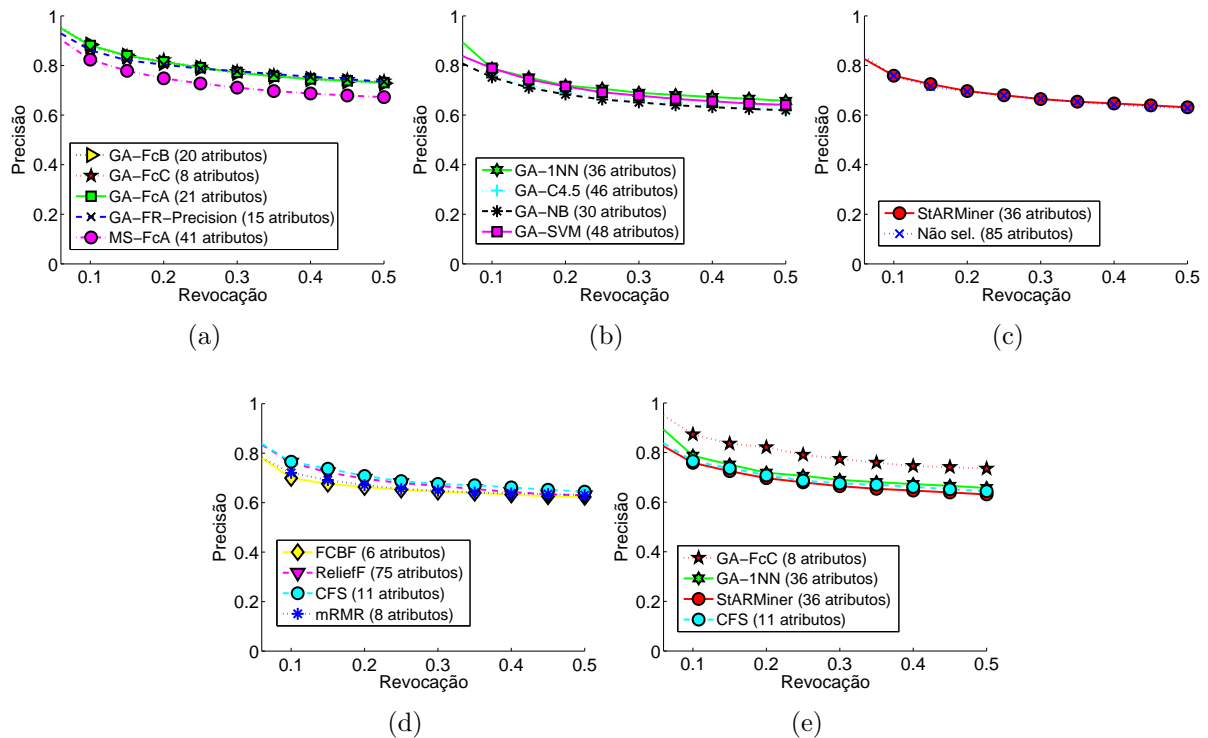 1
0.8
0.6
0.4
0.2
0
Precisão
GA−FcB (20 atributos)
GA−FcC (8 atributos)
GA−FcA (21 atributos)
GA−FR−Precision (15 atributos)
MS−FcA (41 atributos)
0.1 0.2 0.3 0.4 0.5
Revocação
(a)
1
0.8
0.6
0.4
0.2
0
Precisão
GA−1NN (36 atributos)
GA−C4.5 (46 atributos)
GA−NB (30 atributos)
GA−SVM (48 atributos)
0.1 0.2 0.3 0.4 0.5
Revocação
(b)
1
0.8
0.6
0.4
0.2
0
Precisão
StARMiner (36 atributos)
Não sel. (85 atributos)
0.1 0.2 0.3 0.4 0.5
Revocação
(c)
1
0.8
0.6
0.4
0.2
0
Precisão
FCBF (6 atributos)
ReliefF (75 atributos)
CFS (11 atributos)
mRMR (8 atributos)
0.1 0.2 0.3 0.4 0.5
Revocação
(d)
1
0.8
0.6
0.4
0.2
0
Precisão
GA−FcC (8 atributos)
GA−1NN (36 atributos)
StARMiner (36 atributos)
CFS (11 atributos)
0.1 0.2 0.3 0.4 0.5
Revocação
(e)